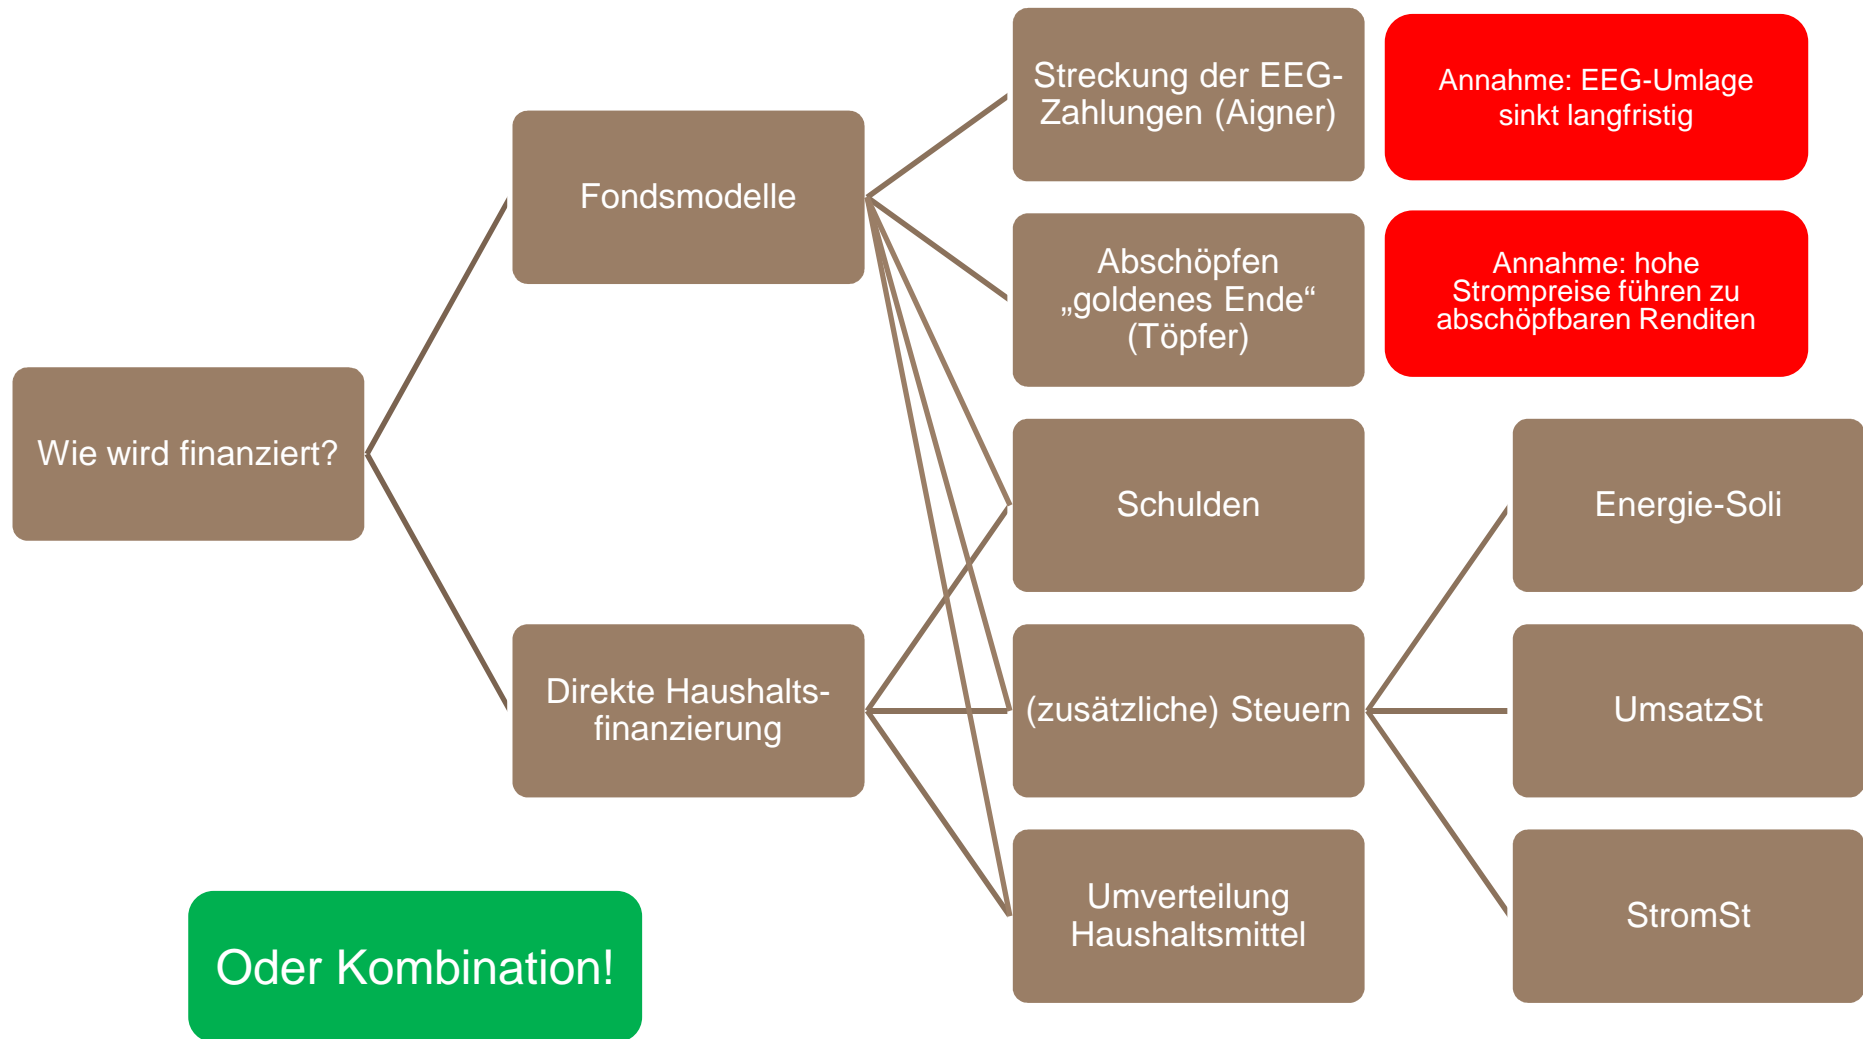 Wie wird finanziert?
Fondsmodelle
Direkte Haushalts-
finanzierung
Streckung der EEG-
Zahlungen (Aigner)
Annahme: EEG-Umlage
sinkt langfristig
Abschöpfen
„goldenes Ende“
(Töpfer)
Annahme: hohe
Strompreise führen zu
abschöpfbaren Renditen
Schulden
(zusätzliche) Steuern
Umverteilung
Haushaltsmittel
Energie-Soli
UmsatzSt
StromSt
Oder Kombination!